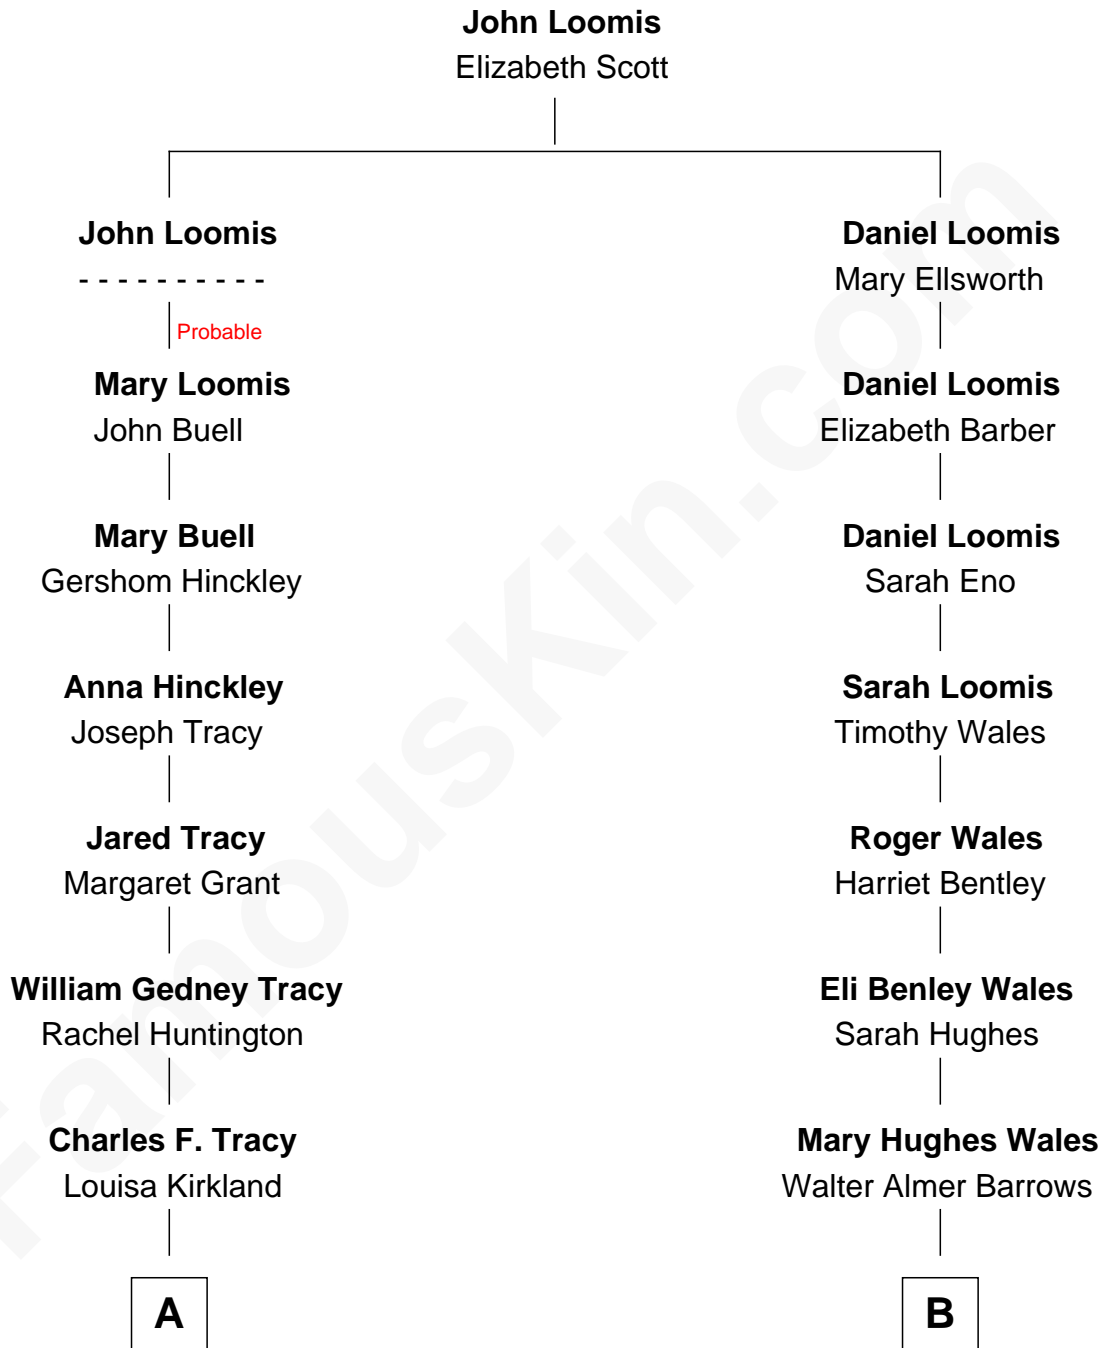 John Loomis
Elizabeth Scott
John Loomis
- - - - - - - - - -
Probable
Mary Loomis
John Buell
Mary Buell
Gershom Hinckley
Anna Hinckley
Joseph Tracy
Jared Tracy
Margaret Grant
William Gedney Tracy
Rachel Huntington
Charles F. Tracy
Louisa Kirkland
A
Daniel Loomis
Mary Ellsworth
Daniel Loomis
Elizabeth Barber
Daniel Loomis
Sarah Eno
Sarah Loomis
Timothy Wales
Roger Wales
Harriet Bentley
Eli Benley Wales
Sarah Hughes
Mary Hughes Wales
Walter Almer Barrows
B
FamousKin.com